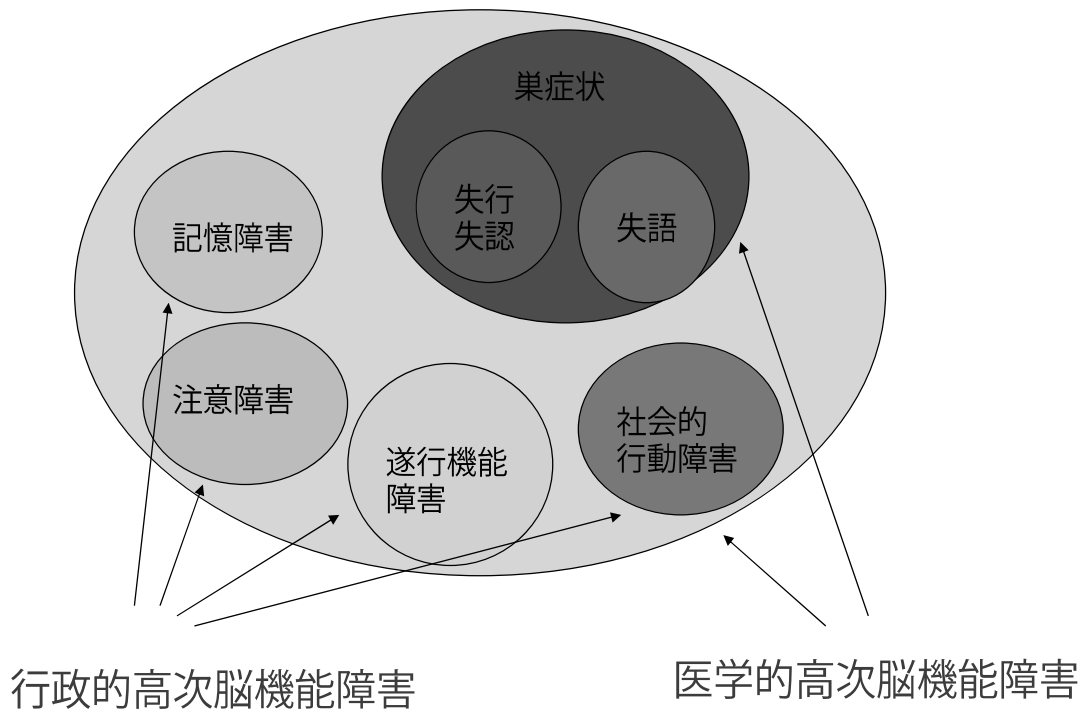 巣症状
失行
失認
失語
記憶障害
注意障害
遂行機能
障害
社会的
行動障害
行政的高次脳機能障害
医学的高次脳機能障害